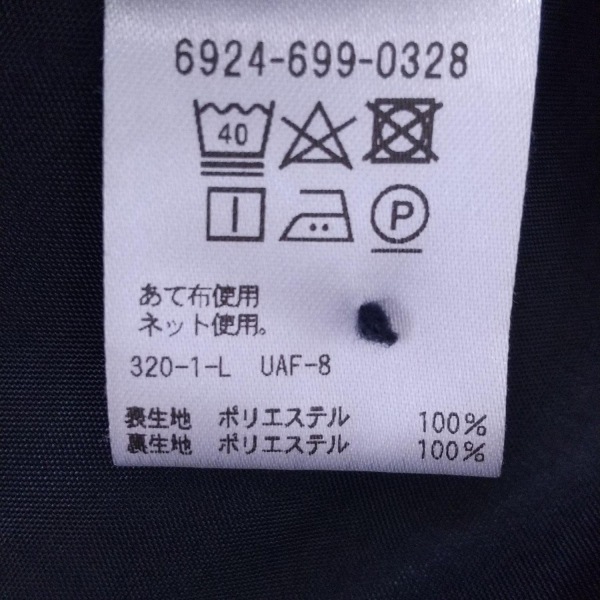 6924-699-0328
40
P
あて布使用
ネット使用。
320-1-L UAF-8
表生地 ポリエステル 100%
裏生地 ポリエステル 100%